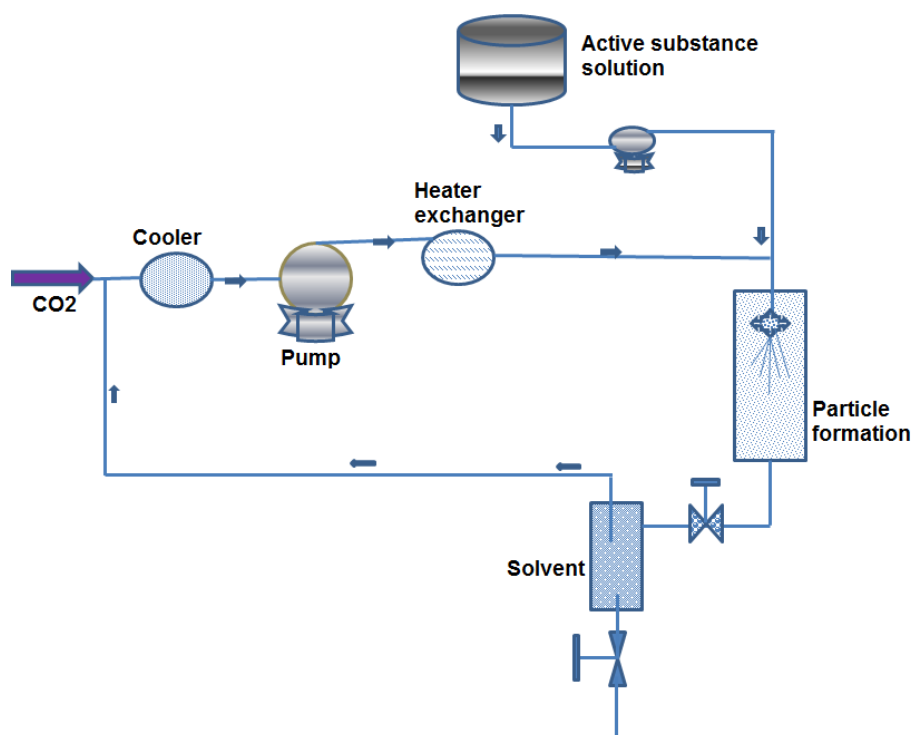 Active substance
solution
Heater
exchanger
Cooler
CO2
Pump
Particle
formation
Solvent